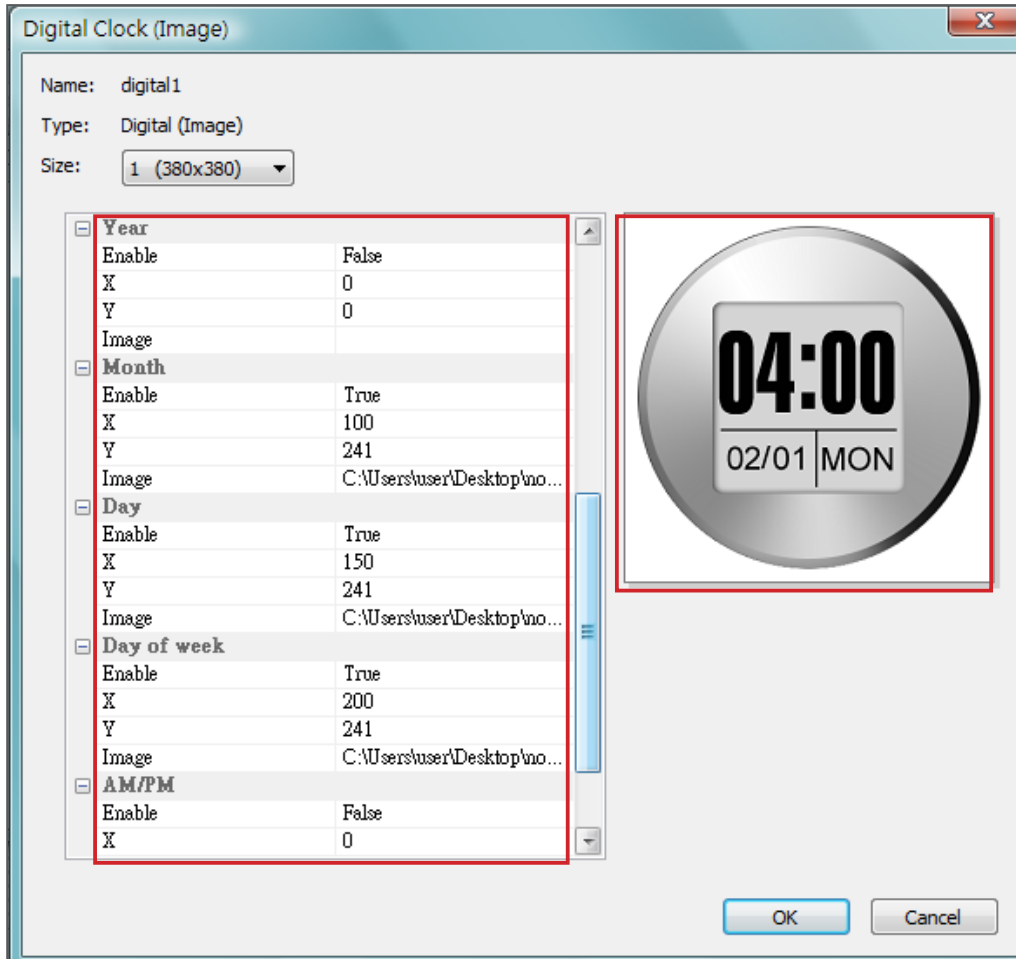 Digital Clock (Image)
Name: digital1
Type: Digital (Image)
Size: 1 (380x380)
Year
Enable False
X 0
Y 0
Image
Month
Enable True
X 100
Y 241
Image C:\Users\user\Desktop\no...
Day
Enable True
X 150
Y 241
Image C:\Users\user\Desktop\no...
Day of week
Enable True
X 200
Y 241
Image C:\Users\user\Desktop\no...
AM/PM
Enable False
X 0
04:00
02/01 MON
OK Cancel